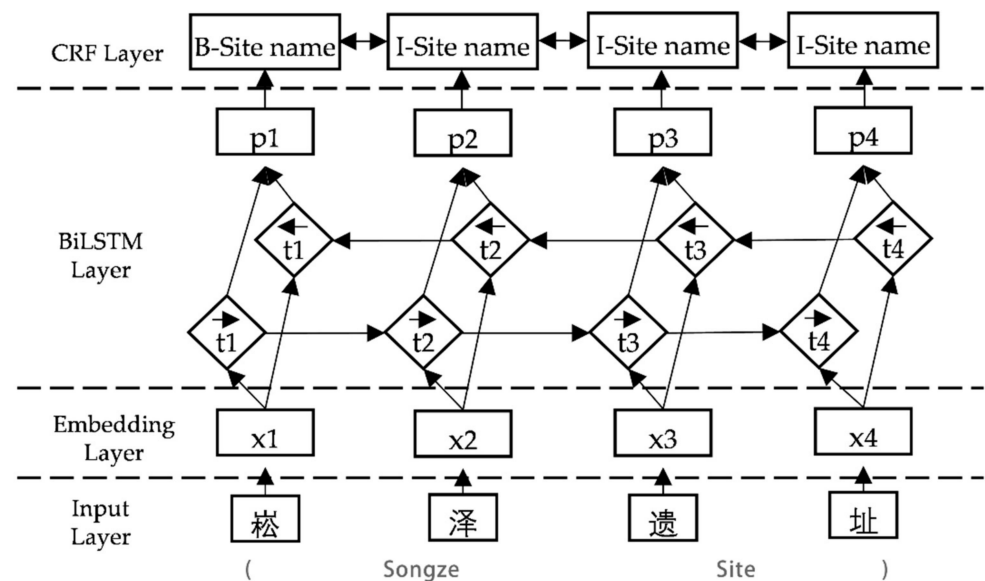 CRF Layer B-Site name I-Site name I-Site name I-Site name
p1 p2 p3 p4
BiLSTM
Layer
t1 t2 t3 t4
t1 t2 t3 t4
Embedding
Layer
x1 x2 x3 x4
Input
Layer
崧 泽 遗 址
( Songze Site )